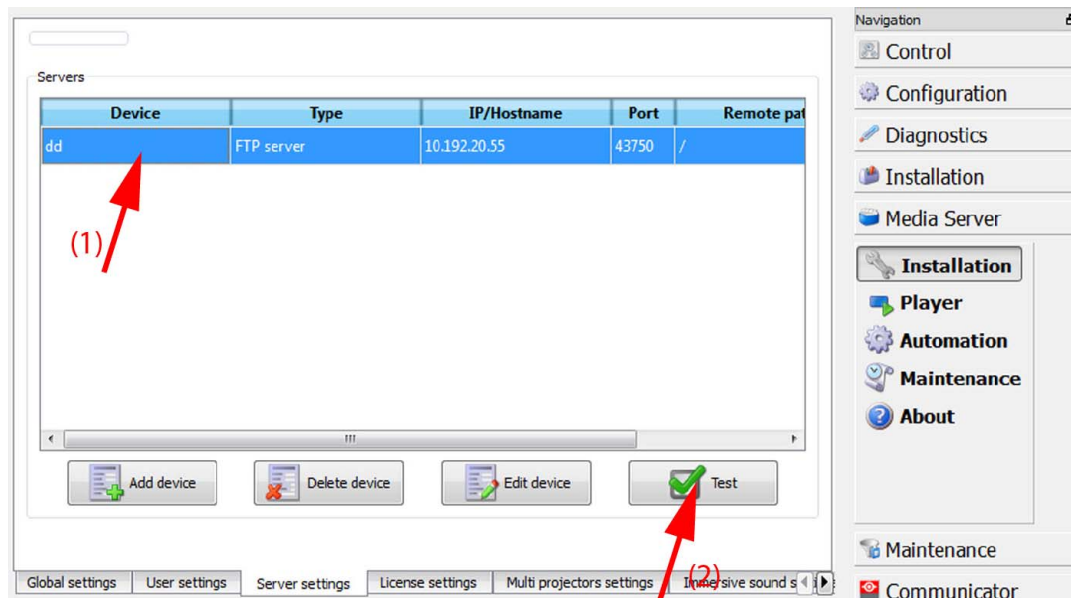 Navigation
Control
Configuration
Diagnostics
Installation
Media Server
Installation
Player
Automation
Maintenance
About
Maintenance
Communicator
Servers
Device Type IP/Hostname Port Remote pat
dd FTP server 10.192.20.55 43750 /
(1)
Add device Delete device Edit device Test
(2)
Global settings User settings Server settings License settings Multi projectors settings Immersive sound